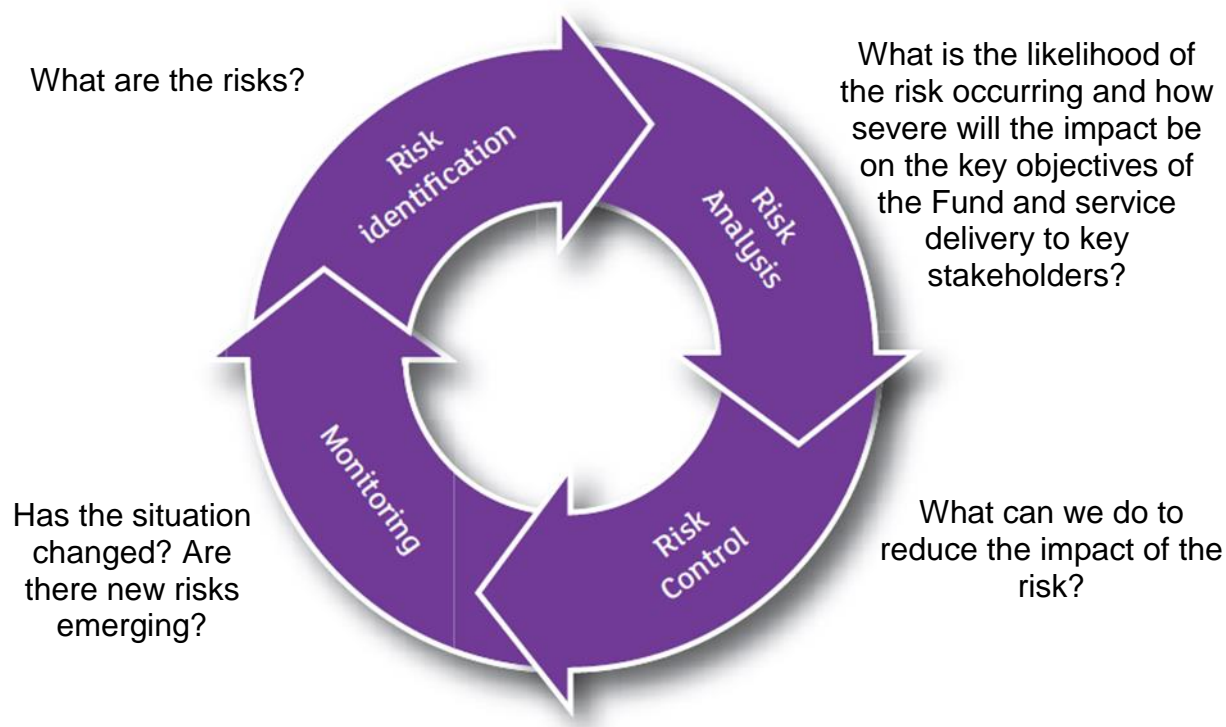 What are the risks?
Risk
identification
What is the likelihood of
the risk occurring and how
severe will the impact be
on the key objectives of
the Fund and service
delivery to key
stakeholders?
Risk
Analysis
What can we do to
reduce the impact of the
risk?
Risk
Control
Has the situation
changed? Are
there new risks
emerging?
Monitoring